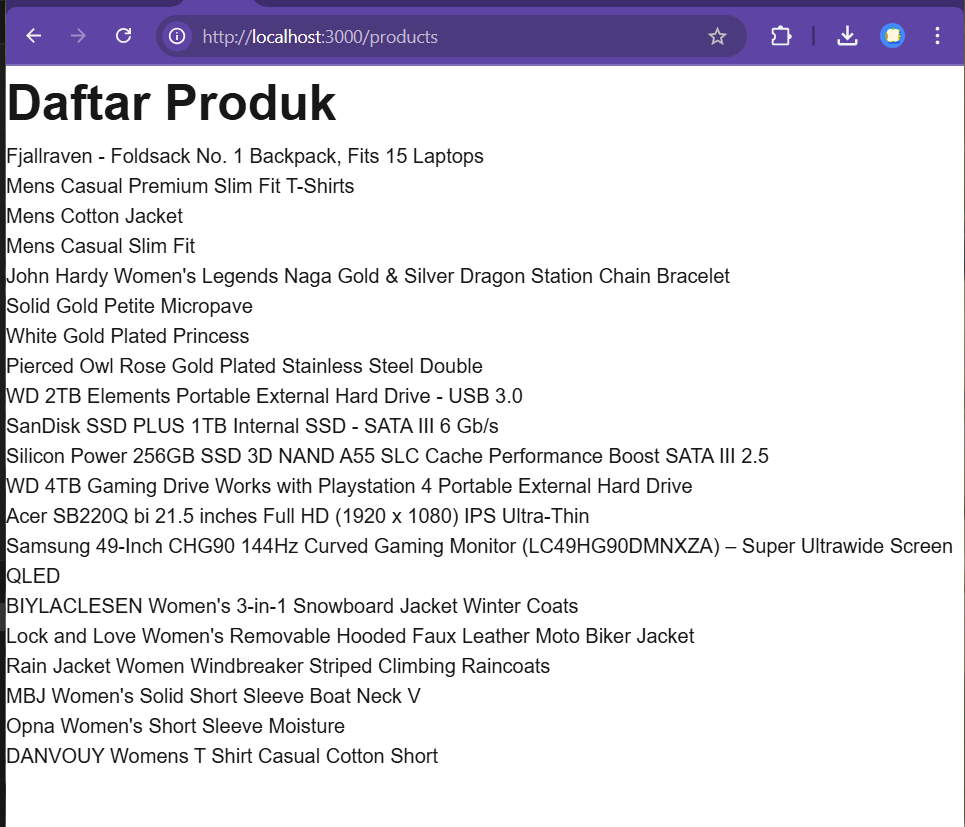 http://localhost:3000/products
Daftar Produk
Fjallraven - Foldsack No. 1 Backpack, Fits 15 Laptops
Mens Casual Premium Slim Fit T-Shirts
Mens Cotton Jacket
Mens Casual Slim Fit
John Hardy Women's Legends Naga Gold & Silver Dragon Station Chain Bracelet
Solid Gold Petite Micropave
White Gold Plated Princess
Pierced Owl Rose Gold Plated Stainless Steel Double
WD 2TB Elements Portable External Hard Drive - USB 3.0
SanDisk SSD PLUS 1TB Internal SSD - SATA III 6 Gb/s
Silicon Power 256GB SSD 3D NAND A55 SLC Cache Performance Boost SATA III 2.5
WD 4TB Gaming Drive Works with Playstation 4 Portable External Hard Drive
Acer SB220Q bi 21.5 inches Full HD (1920 x 1080) IPS Ultra-Thin
Samsung 49-Inch CHG90 144Hz Curved Gaming Monitor (LC49HG90DMNXZA) – Super Ultrawide Screen
QLED
BIYLACLESEN Women's 3-in-1 Snowboard Jacket Winter Coats
Lock and Love Women's Removable Hooded Faux Leather Moto Biker Jacket
Rain Jacket Women Windbreaker Striped Climbing Raincoats
MBJ Women's Solid Short Sleeve Boat Neck V
Opna Women's Short Sleeve Moisture
DANVOUY Womens T Shirt Casual Cotton Short